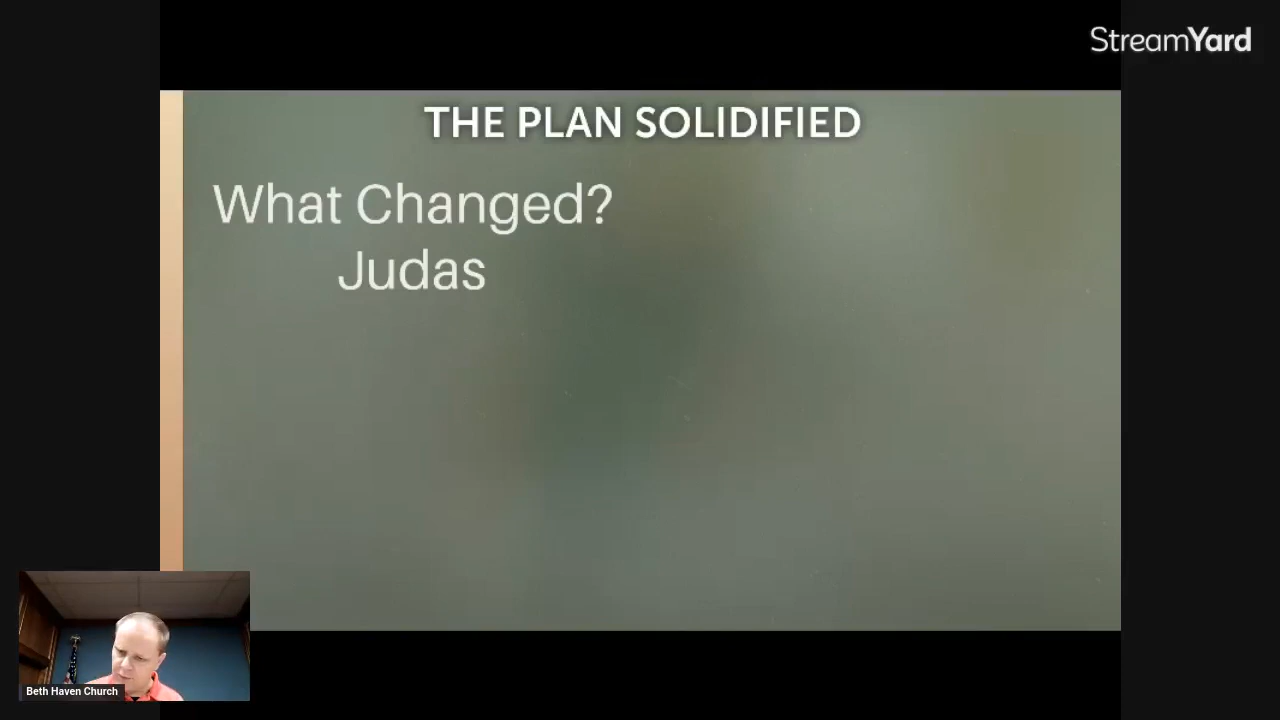 StreamYard
THE PLAN SOLIDIFIED
What Changed?
Judas
Beth Haven Church